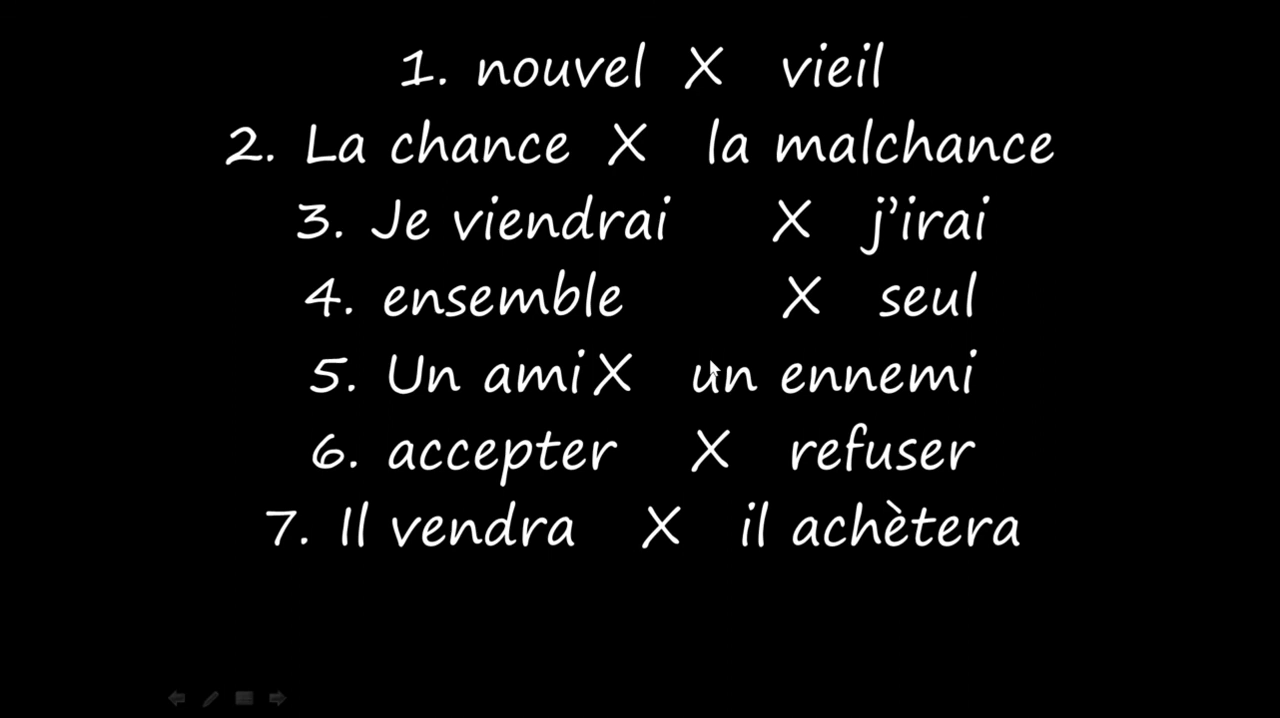 1. nouvel X vieil
2. La chance X la malchance
3. Je viendrai X j'irai
4. ensemble X seul
5. Un ami X un ennemi
6. accepter X refuser
7. Il vendra X il achètera